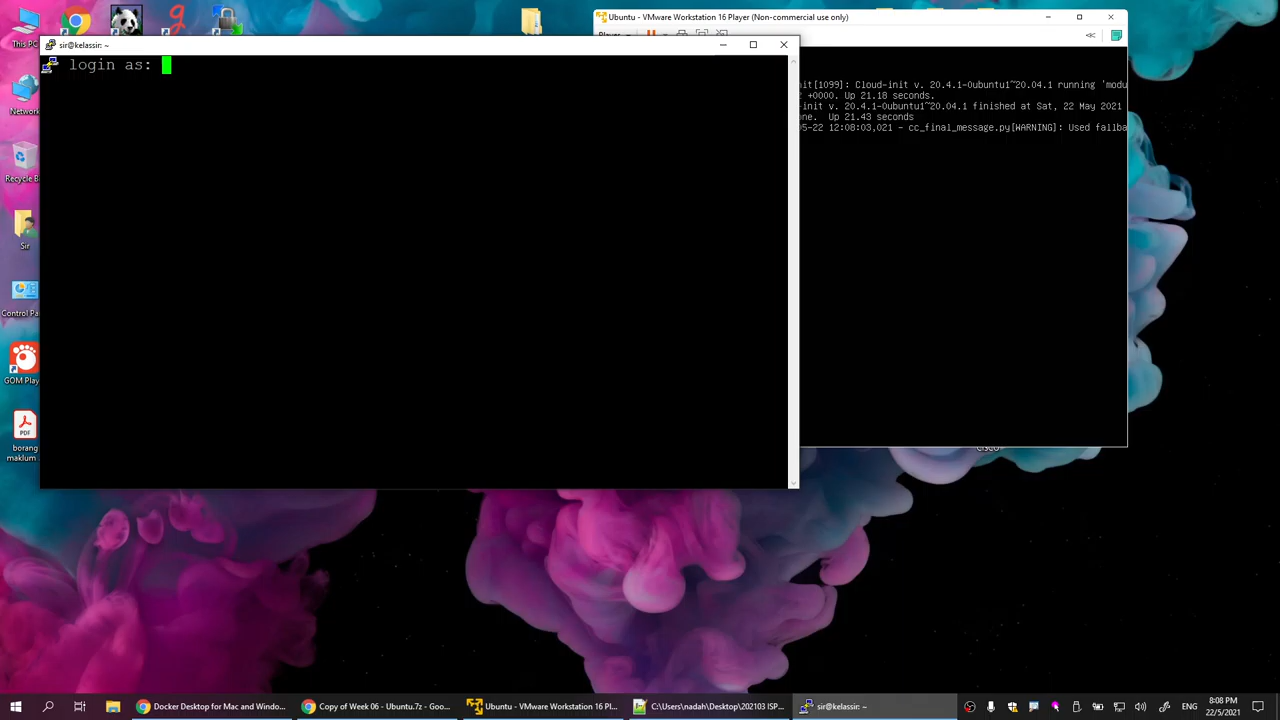 This PC
Network
Recycle B
Sir
Control Pa
GOM Play
PDF
borang
maklum
sir@kelassir: ~
login as:
Ubuntu - VMware Workstation 16 Player (Non-commercial use only)
nit[1099]: Cloud-init v. 20.4.1-0ubuntu1~20.04.1 running 'modu
+0000. Up 21.18 seconds.
-init v. 20.4.1-0ubuntu1~20.04.1 finished at Sat, 22 May 2021
one. Up 21.43 seconds
05-22 12:08:03,021 - cc_final_message.py[WARNING]: Used fallba
Docker Desktop for Mac and Windo...
Copy of Week 06 - Ubuntu.7z - Goo...
Ubuntu - VMware Workstation 16 Pl...
C:\Users\nadah\Desktop\202103 ISP...
sir@kelassir: ~
ENG
8:08 PM
22/5/2021